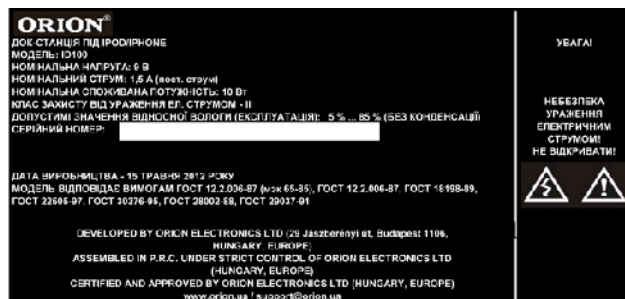 ORION®
ДОК-СТАНЦІЯ ПІД IPOD/IPHONE
МОДЕЛЬ: ID100
НОМІНАЛЬНА НАПРУГА: 9 В
НОМІНАЛЬНИЙ СТРУМ: 1,5 А (пост. струм)
НОМІНАЛЬНА СПОЖИВАНА ПОТУЖНІСТЬ: 10 Вт
КЛАС ЗАХИСТУ ВІД УРАЖЕННЯ ЕЛ. СТРУМОМ - II
ДОПУСТИМІ ЗНАЧЕННЯ ВІДНОСНОЇ ВОЛОГИ (ЕКСПЛУАТАЦІЯ): 5 % ... 85 % (БЕЗ КОНДЕНСАЦІЇ)
СЕРІЙНИЙ НОМЕР:
ДАТА ВИРОБНИЦТВА - 15 ТРАВНЯ 2012 РОКУ
МОДЕЛЬ ВІДПОВІДАЄ ВИМОГАМ ГОСТ 12.2.006-87 (мэк 65-85), ГОСТ 12.2.006-87, ГОСТ 18198-89,
ГОСТ 22505-97, ГОСТ 30376-95, ГОСТ 28002-88, ГОСТ 29037-91
DEVELOPED BY ORION ELECTRONICS LTD (29 Jászberényi út, Budapest 1106,
HUNGARY, EUROPE)
ASSEMBLED IN P.R.C. UNDER STRICT CONTROL OF ORION ELECTRONICS LTD
(HUNGARY, EUROPE)
CERTIFIED AND APPROVED BY ORION ELECTRONICS LTD (HUNGARY, EUROPE)
www.orion.ua / support@orion.ua
УВАГА!
НЕБЕЗПЕКА
УРАЖЕННЯ
ЕЛЕКТРИЧНИМ
СТРУМОМ!
НЕ ВІДКРИВАТИ!